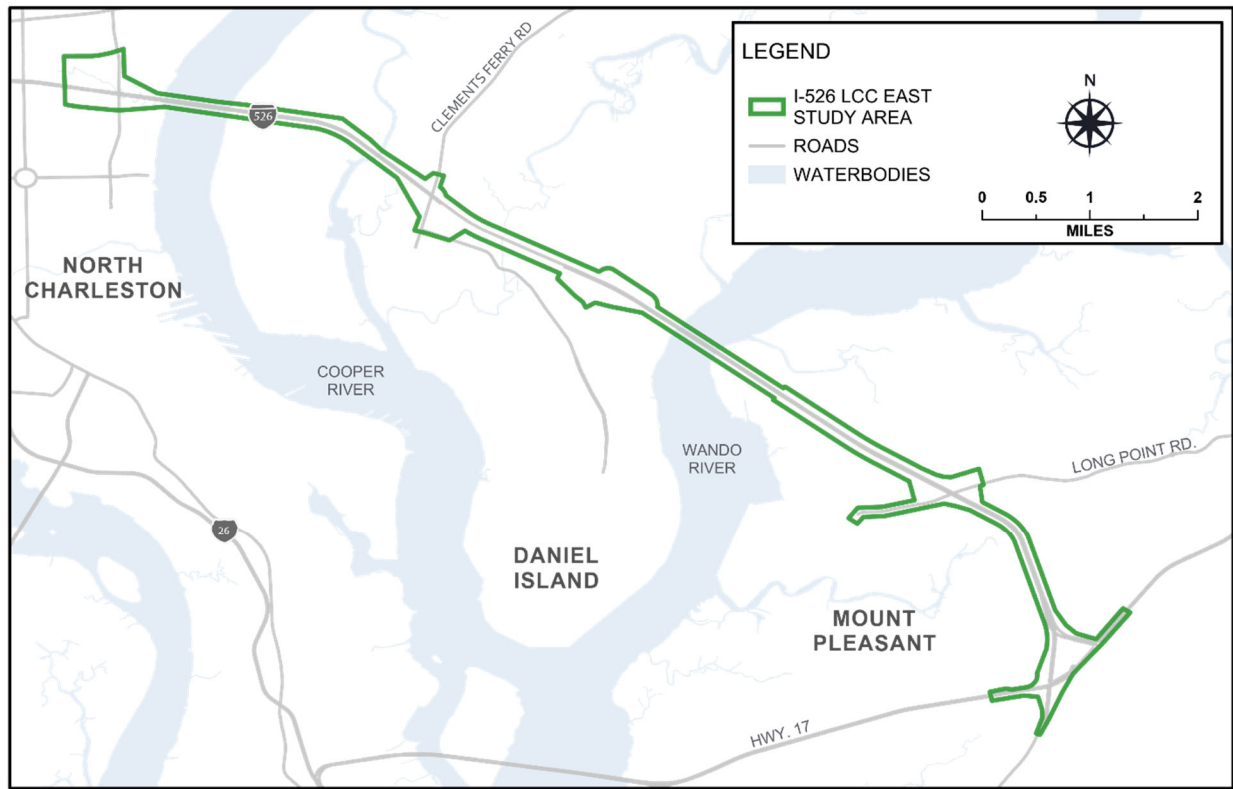 LEGEND
I-526 LCC EAST
STUDY AREA
ROADS
WATERBODIES
N
0 0.5 1 2
MILES
CLEMENTS FERRY RD
526
NORTH
CHARLESTON
COOPER
RIVER
WANDO
RIVER
LONG POINT RD.
26
DANIEL
ISLAND
MOUNT
PLEASANT
HWY. 17